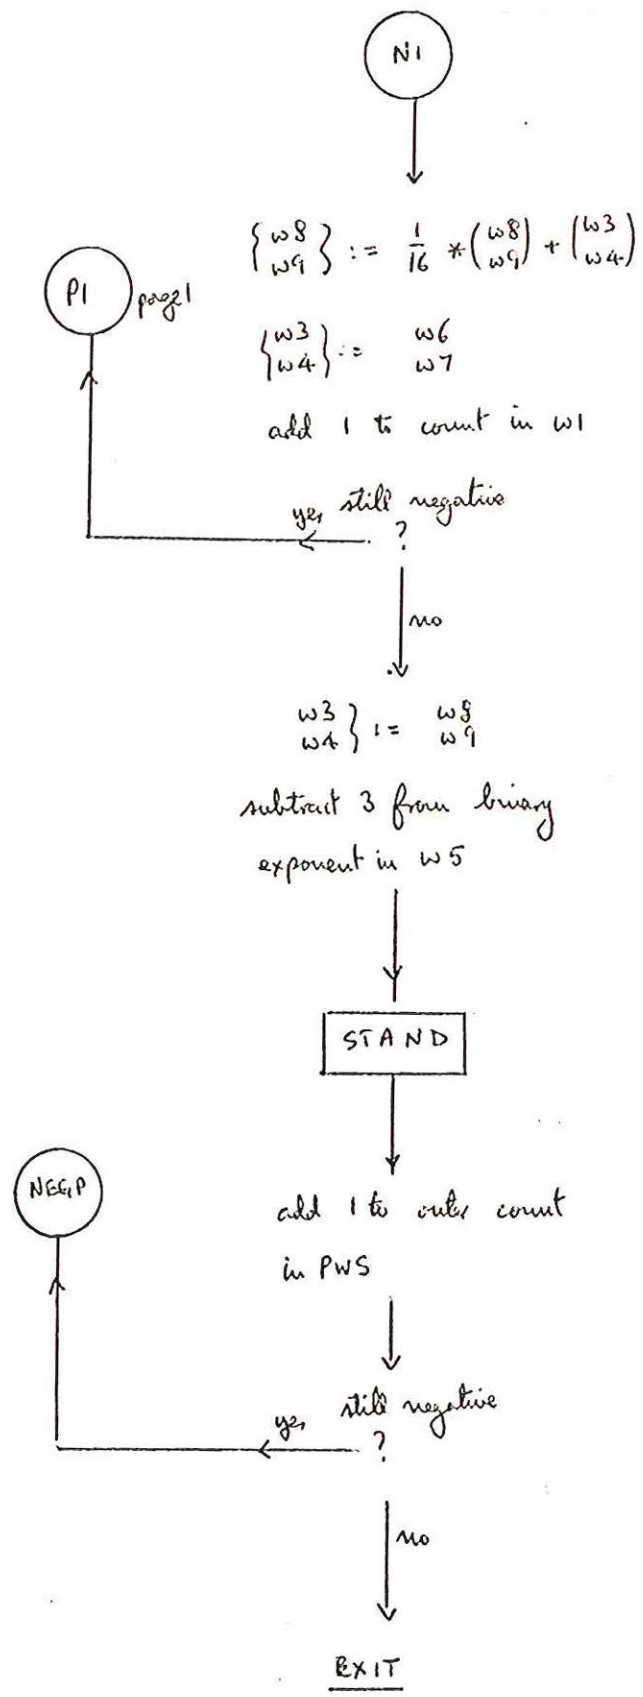 N1
{w8 w9} := 1/16 * (w8 w9) + (w3 w4)
P1 page 1
{w3 w4} := w6 w7
add 1 to count in w1
still negative
yes ?
no
w3 w4 } := w8 w9
subtract 3 from binary
exponent in w5
STAND
NEGP
add 1 to outer count
in PWS
still negative
yes ?
no
EXIT